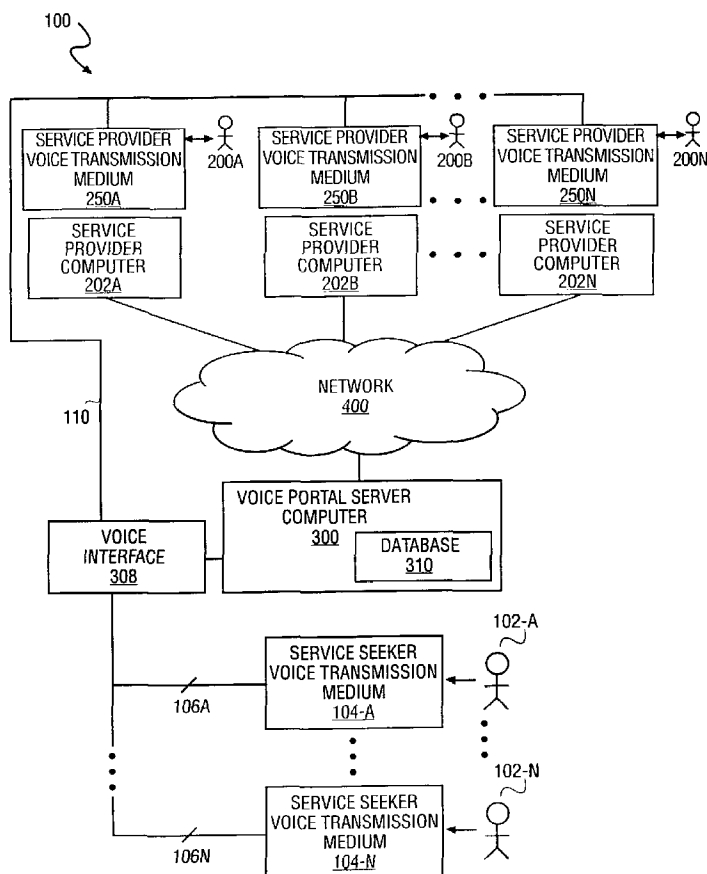 100
SERVICE PROVIDER
VOICE TRANSMISSION
MEDIUM
250A
200A
SERVICE PROVIDER
VOICE TRANSMISSION
MEDIUM
250B
200B
SERVICE PROVIDER
VOICE TRANSMISSION
MEDIUM
250N
200N
SERVICE
PROVIDER
COMPUTER
202A
SERVICE
PROVIDER
COMPUTER
202B
SERVICE
PROVIDER
COMPUTER
202N
NETWORK
400
110
VOICE PORTAL SERVER
COMPUTER
300
DATABASE
310
VOICE
INTERFACE
308
102-A
SERVICE SEEKER
VOICE TRANSMISSION
MEDIUM
104-A
106A
102-N
SERVICE SEEKER
VOICE TRANSMISSION
MEDIUM
104-N
106N